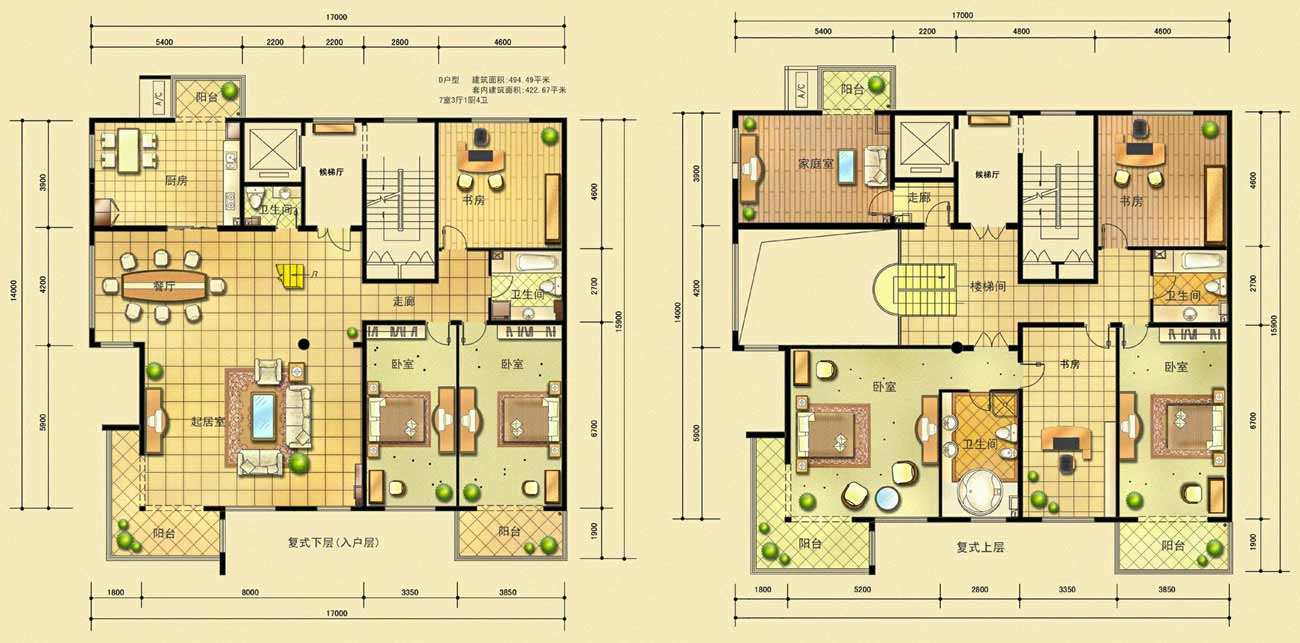 17000
5400
2200
2200
2800
4600
D户型 建筑面积:494.49平米
套内建筑面积:422.67平米
7室3厅1厨4卫
A/C
阳台
厨房
候梯厅
卫生间
书房
3900
4200
5900
14000
餐厅
走廊
卫生间
卧室
卧室
起居室
阳台
阳台
4600
2700
6700
1900
15900
复式下层(入户层)
1800
8000
3350
3850
17000
17000
5400
2200
4800
4600
A/C
阳台
家庭室
候梯厅
走廊
书房
3900
4200
5900
14000
楼梯间
卫生间
卧室
书房
卧室
卫生间
阳台
阳台
4600
2700
6700
1900
15900
复式上层
1800
5200
2800
3350
3850
17000